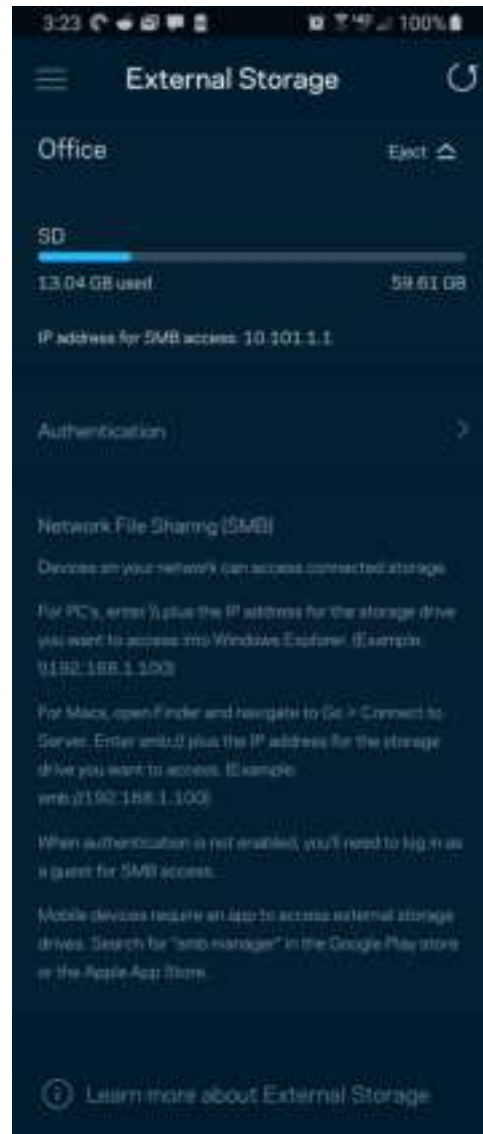 3:23 100%
External Storage
Office Eject
SD
13.04 GB used 59.61 GB
IP address for SMB access: 10.101.1.1
Authentication
Network File Sharing (SMB)
Devices on your network can access connected storage.
For PC's, enter \\ plus the IP address for the storage drive
you want to access into Windows Explorer. (Example:
\\192.168.1.100)
For Macs, open Finder and navigate to Go > Connect to
Server. Enter smb:// plus the IP address for the storage
drive you want to access. (Example:
smb://192.168.1.100)
When authentication is not enabled, you'll need to log in as
a guest for SMB access.
Mobile devices require an app to access external storage
drives. Search for "smb manager" in the Google Play store
or the Apple App Store.
Learn more about External Storage